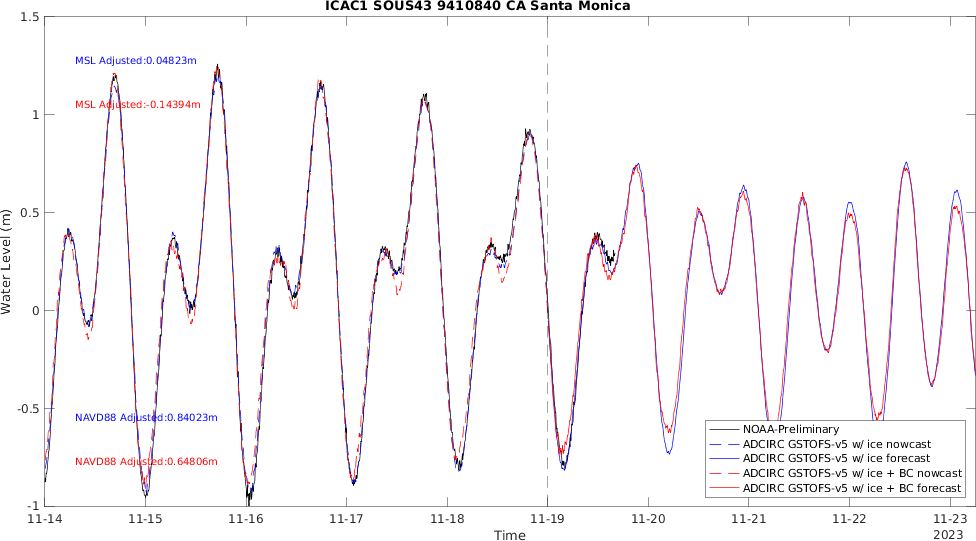 ICAC1 SOUS43 9410840 CA Santa Monica
1.5
1
0.5
0
-0.5
-1
Water Level (m)
MSL Adjusted:0.04823m
MSL Adjusted:-0.14394m
NAVD88 Adjusted:0.84023m
NAVD88 Adjusted:0.64806m
NOAA-Preliminary
ADCIRC GSTOFS-v5 w/ ice nowcast
ADCIRC GSTOFS-v5 w/ ice forecast
ADCIRC GSTOFS-v5 w/ ice + BC nowcast
ADCIRC GSTOFS-v5 w/ ice + BC forecast
11-14 11-15 11-16 11-17 11-18 11-19 11-20 11-21 11-22 11-23
Time
2023